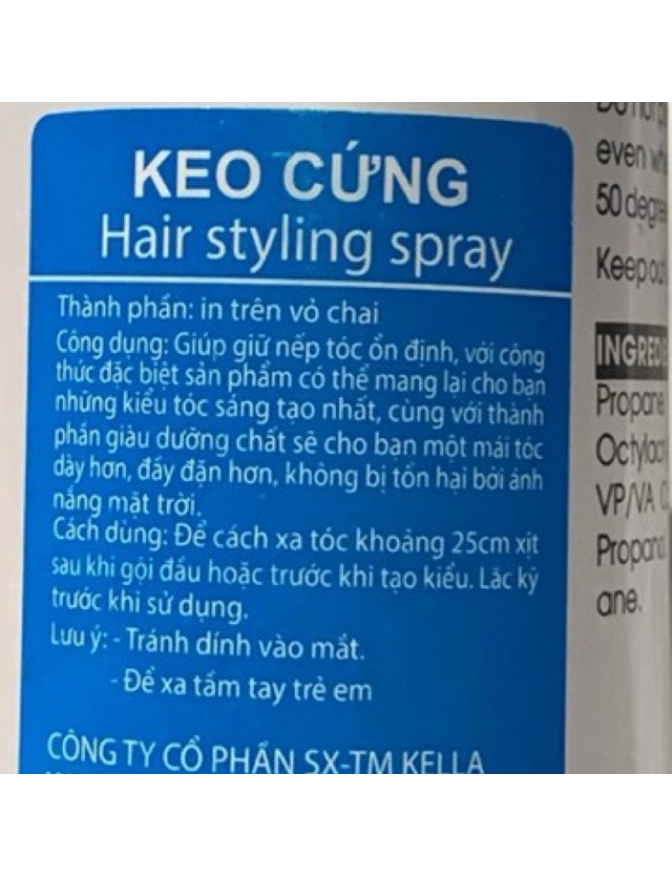 KEO CỨNG
Hair styling spray
Thành phần: in trên vỏ chai
Công dụng: Giúp giữ nếp tóc ổn định, với công
thức đặc biệt sản phẩm có thể mang lại cho bạn
những kiểu tóc sáng tạo nhất, cùng với thành
phần giàu dưỡng chất sẽ cho bạn một mái tóc
dày hơn, đầy đặn hơn, không bị tổn hại bởi ánh
nắng mặt trời.
Cách dùng: Để cách xa tóc khoảng 25cm xịt
sau khi gội đầu hoặc trước khi tạo kiểu. Lắc kỹ
trước khi sử dụng.
Lưu ý: - Tránh dính vào mắt.
- Để xa tầm tay trẻ em
CÔNG TY CỔ PHẦN SX-TM KELLA
even
50
Keep
Propane
VP/VA
ane.